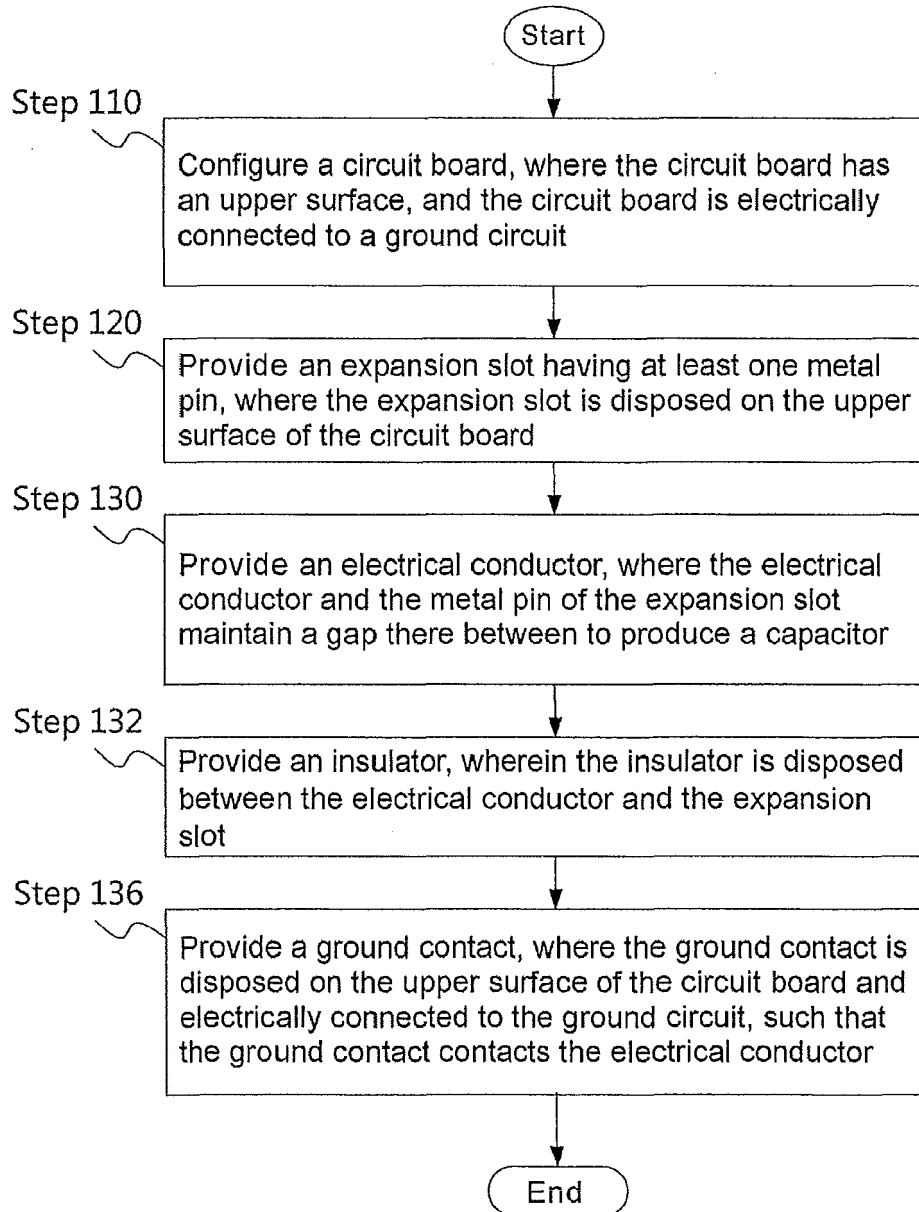 Start
Step 110
Configure a circuit board, where the circuit board has
an upper surface, and the circuit board is electrically
connected to a ground circuit
Step 120
Provide an expansion slot having at least one metal
pin, where the expansion slot is disposed on the upper
surface of the circuit board
Step 130
Provide an electrical conductor, where the electrical
conductor and the metal pin of the expansion slot
maintain a gap there between to produce a capacitor
Step 132
Provide an insulator, wherein the insulator is disposed
between the electrical conductor and the expansion
slot
Step 136
Provide a ground contact, where the ground contact is
disposed on the upper surface of the circuit board and
electrically connected to the ground circuit, such that
the ground contact contacts the electrical conductor
End